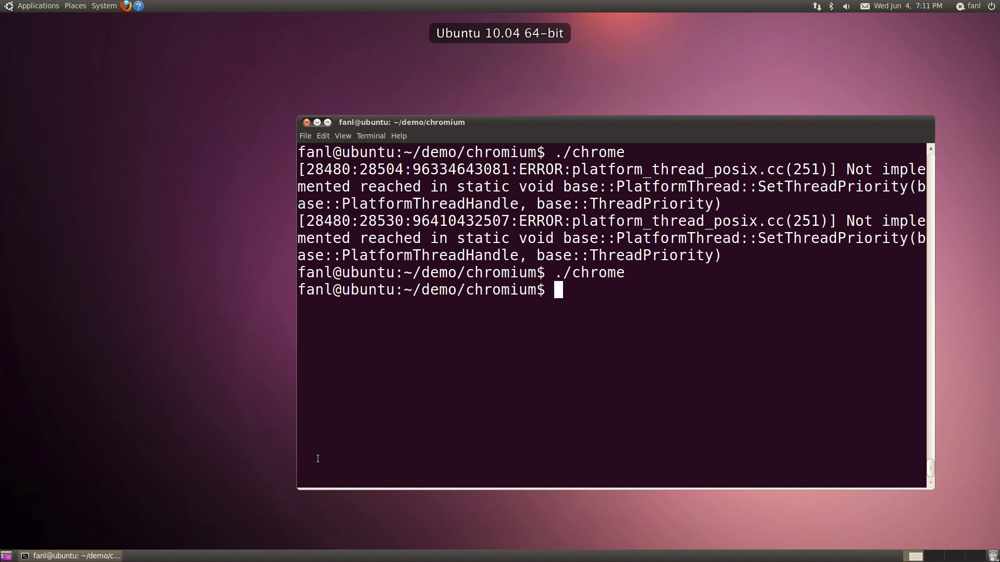 Applications Places System
Wed Jun 4, 7:11 PM fanl
Ubuntu 10.04 64-bit
fanl@ubuntu: ~/demo/chromium
File Edit View Terminal Help
fanl@ubuntu:~/demo/chromium$ ./chrome
[28480:28504:96334643081:ERROR:platform_thread_posix.cc(251)] Not imple
mented reached in static void base::PlatformThread::SetThreadPriority(b
ase::PlatformThreadHandle, base::ThreadPriority)
[28480:28530:96410432507:ERROR:platform_thread_posix.cc(251)] Not imple
mented reached in static void base::PlatformThread::SetThreadPriority(b
ase::PlatformThreadHandle, base::ThreadPriority)
fanl@ubuntu:~/demo/chromium$ ./chrome
fanl@ubuntu:~/demo/chromium$
fanl@ubuntu: ~/demo/c...